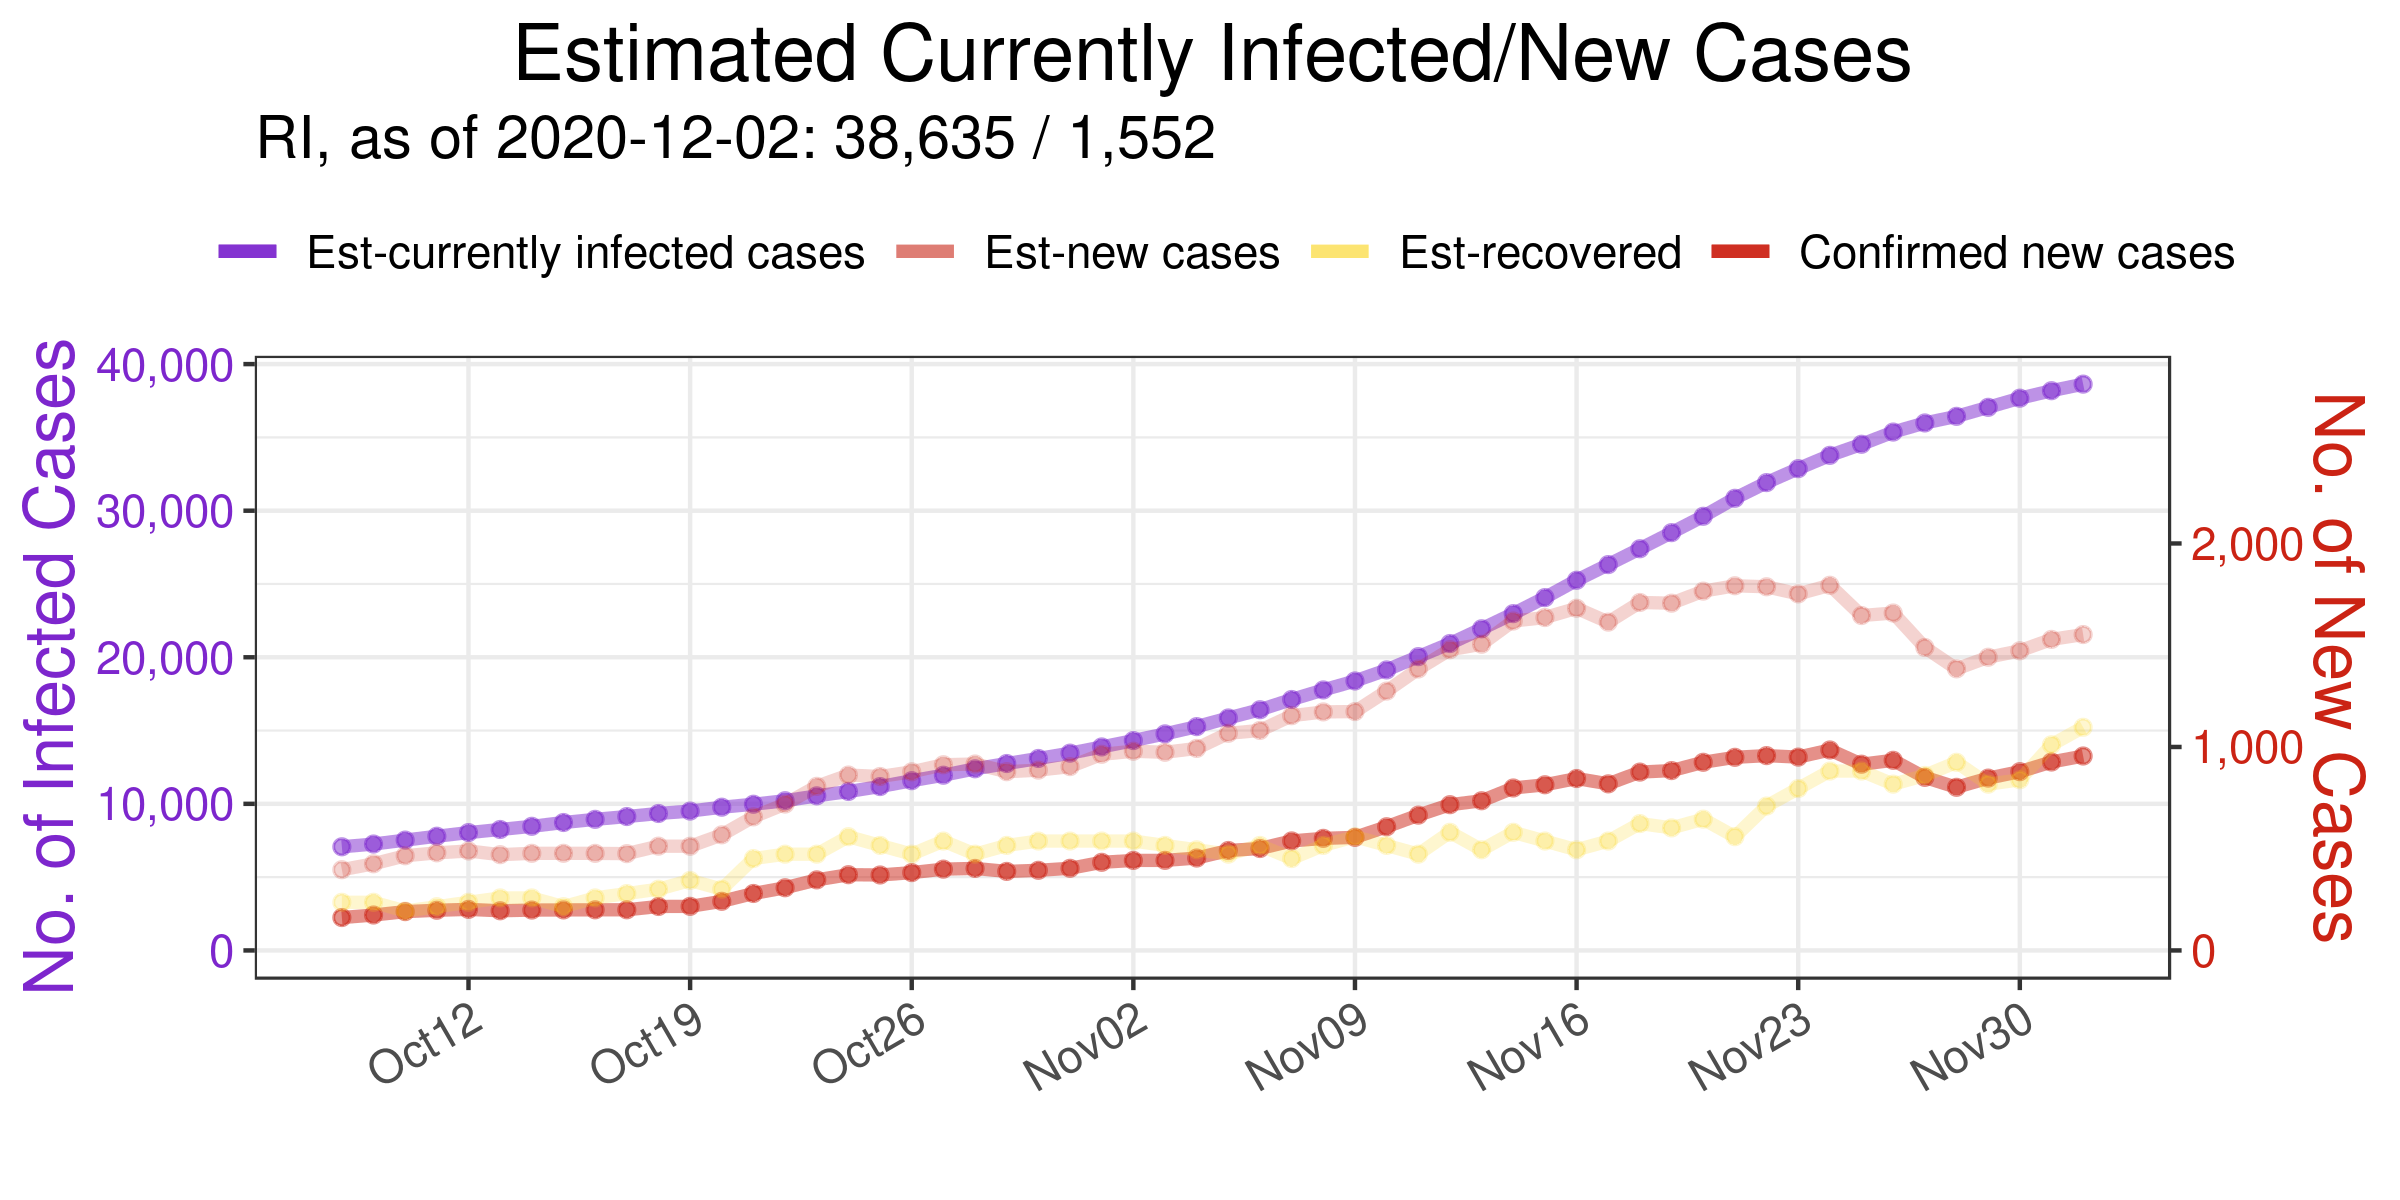 Estimated Currently Infected/New Cases
RI, as of 2020-12-02: 38,635 / 1,552
Est-currently infected cases
Est-new cases
Est-recovered
Confirmed new cases
No. of Infected Cases
40,000
30,000
20,000
10,000
0
2,000
1,000
0
No. of New Cases
Oct12
Oct19
Oct26
Nov02
Nov09
Nov16
Nov23
Nov30